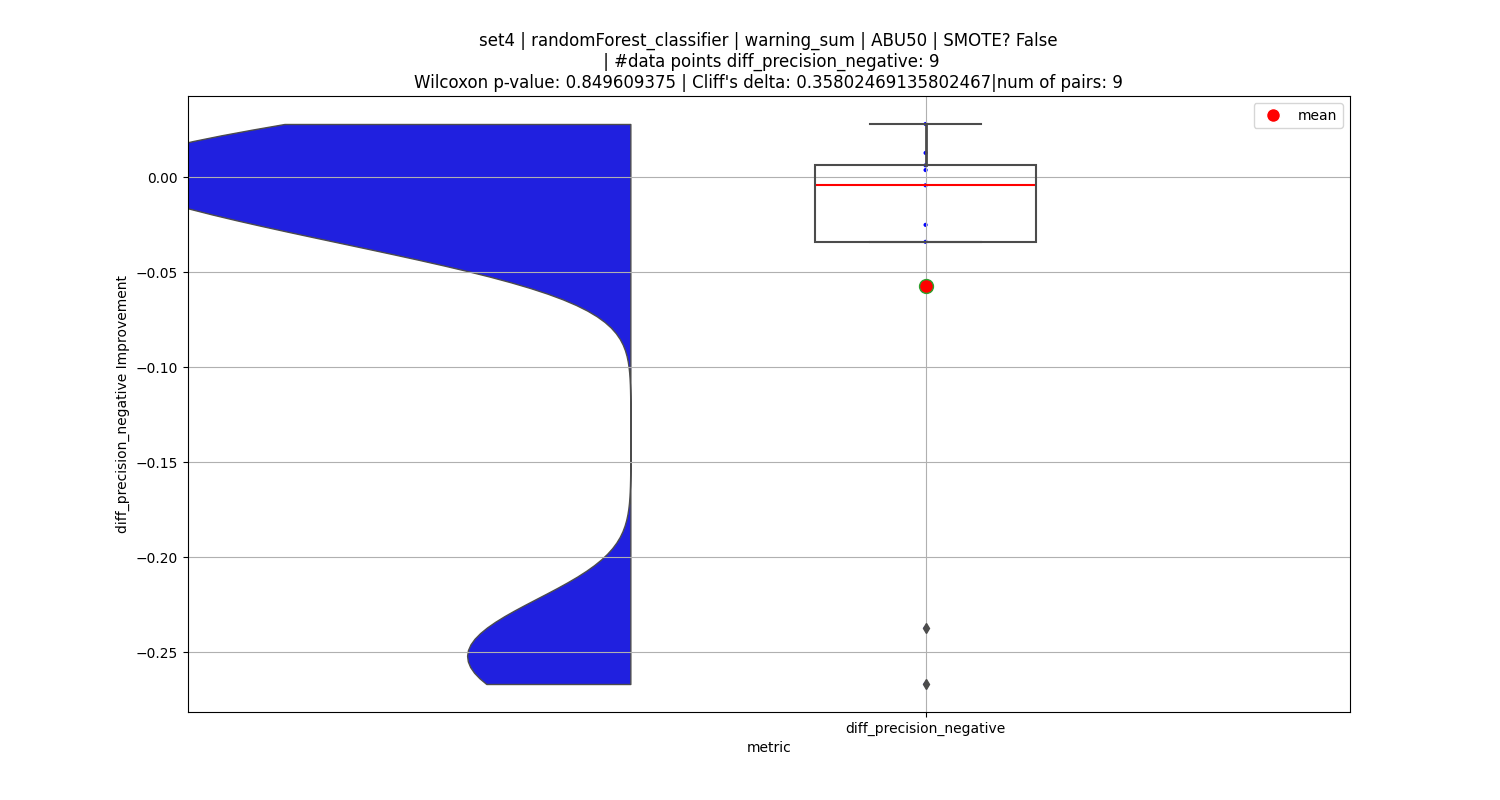 set4 | randomForest_classifier | warning_sum | ABU50 | SMOTE? False
| #data points diff_precision_negative: 9
Wilcoxon p-value: 0.849609375 | Cliff's delta: 0.35802469135802467|num of pairs: 9
mean
0.00
−0.05
−0.10
−0.15
−0.20
−0.25
diff_precision_negative Improvement
diff_precision_negative
metric